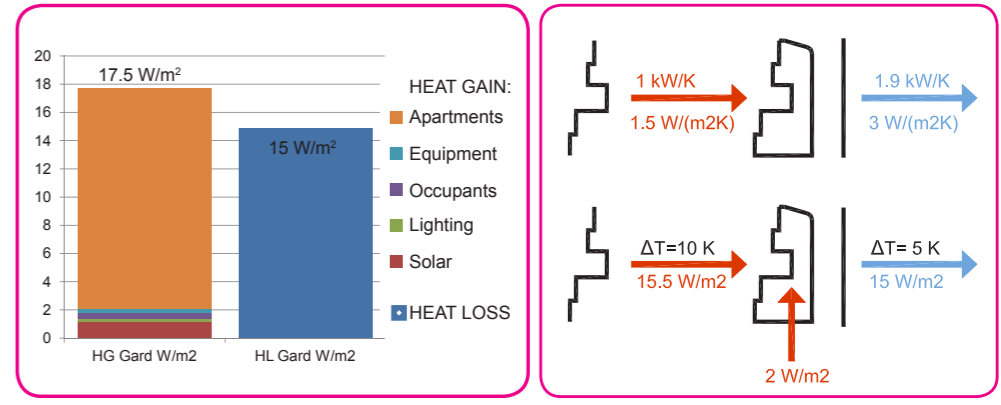 20
18
16
14
12
10
8
6
4
2
0
17.5 W/m²
15 W/m²
HG Gard W/m2
HL Gard W/m2
HEAT GAIN:
Apartments
Equipment
Occupants
Lighting
Solar
HEAT LOSS
1 kW/K
1.5 W/(m2K)
1.9 kW/K
3 W/(m2K)
ΔT=10 K
15.5 W/m2
ΔT= 5 K
15 W/m2
2 W/m2